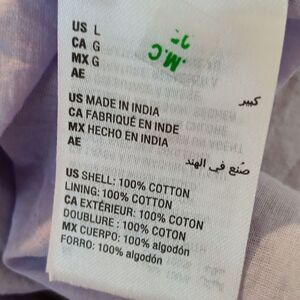 US L
CA G
MX G
AE
كبير
M.C
US MADE IN INDIA
CA FABRIQUÉ EN INDE
MX HECHO EN INDIA
AE
صُنع في الهند
US SHELL: 100% COTTON
LINING: 100% COTTON
CA EXTÉRIEUR: 100% COTON
DOUBLURE : 100% COTON
MX CUERPO: 100% algodón
FORRO: 100% algodón